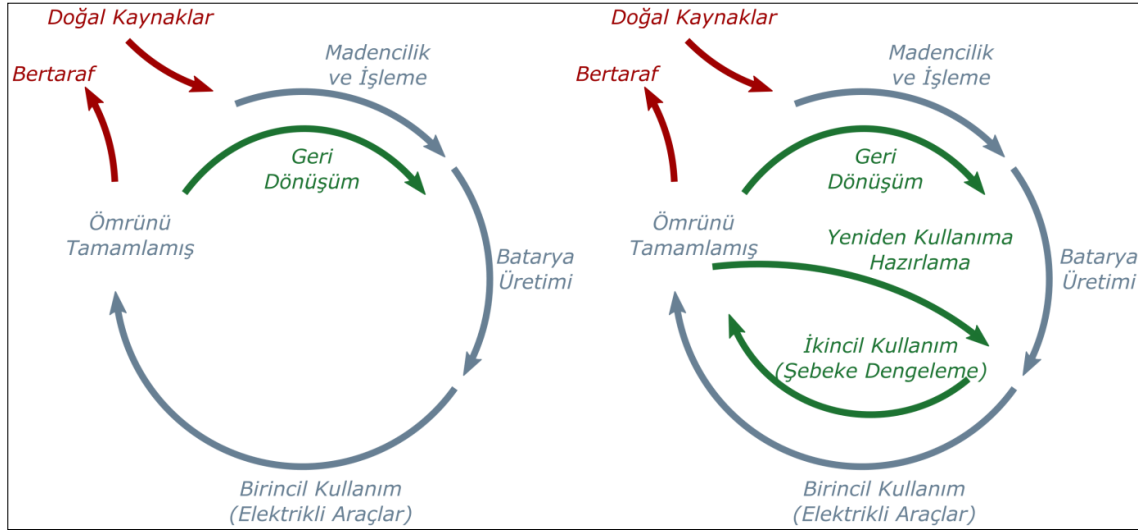 Doğal Kaynaklar
Bertaraf
Madencilik
ve İşleme
Geri
Dönüşüm
Ömrünü
Tamamlamış
Batarya
Üretimi
Birincil Kullanım
(Elektrikli Araçlar)
Doğal Kaynaklar
Bertaraf
Madencilik
ve İşleme
Geri
Dönüşüm
Ömrünü
Tamamlamış
Yeniden Kullanıma
Hazırlama
Batarya
Üretimi
İkincil Kullanım
(Şebeke Dengeleme)
Birincil Kullanım
(Elektrikli Araçlar)